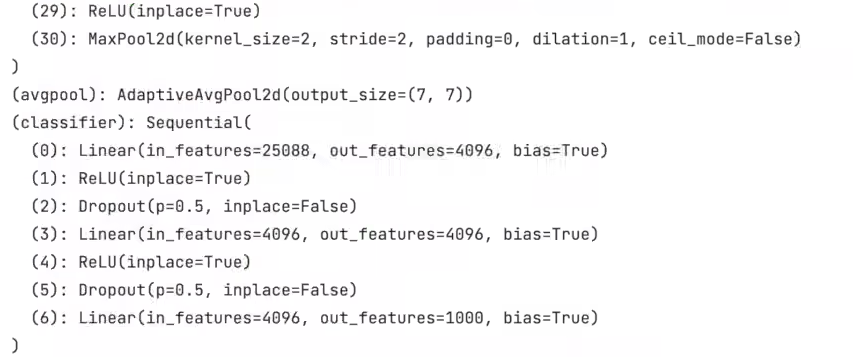 (29): ReLU(inplace=True)
(30): MaxPool2d(kernel_size=2, stride=2, padding=0, dilation=1, ceil_mode=False)
)
(avgpool): AdaptiveAvgPool2d(output_size=(7, 7))
(classifier): Sequential(
(0): Linear(in_features=25088, out_features=4096, bias=True)
(1): ReLU(inplace=True)
(2): Dropout(p=0.5, inplace=False)
(3): Linear(in_features=4096, out_features=4096, bias=True)
(4): ReLU(inplace=True)
(5): Dropout(p=0.5, inplace=False)
(6): Linear(in_features=4096, out_features=1000, bias=True)
)